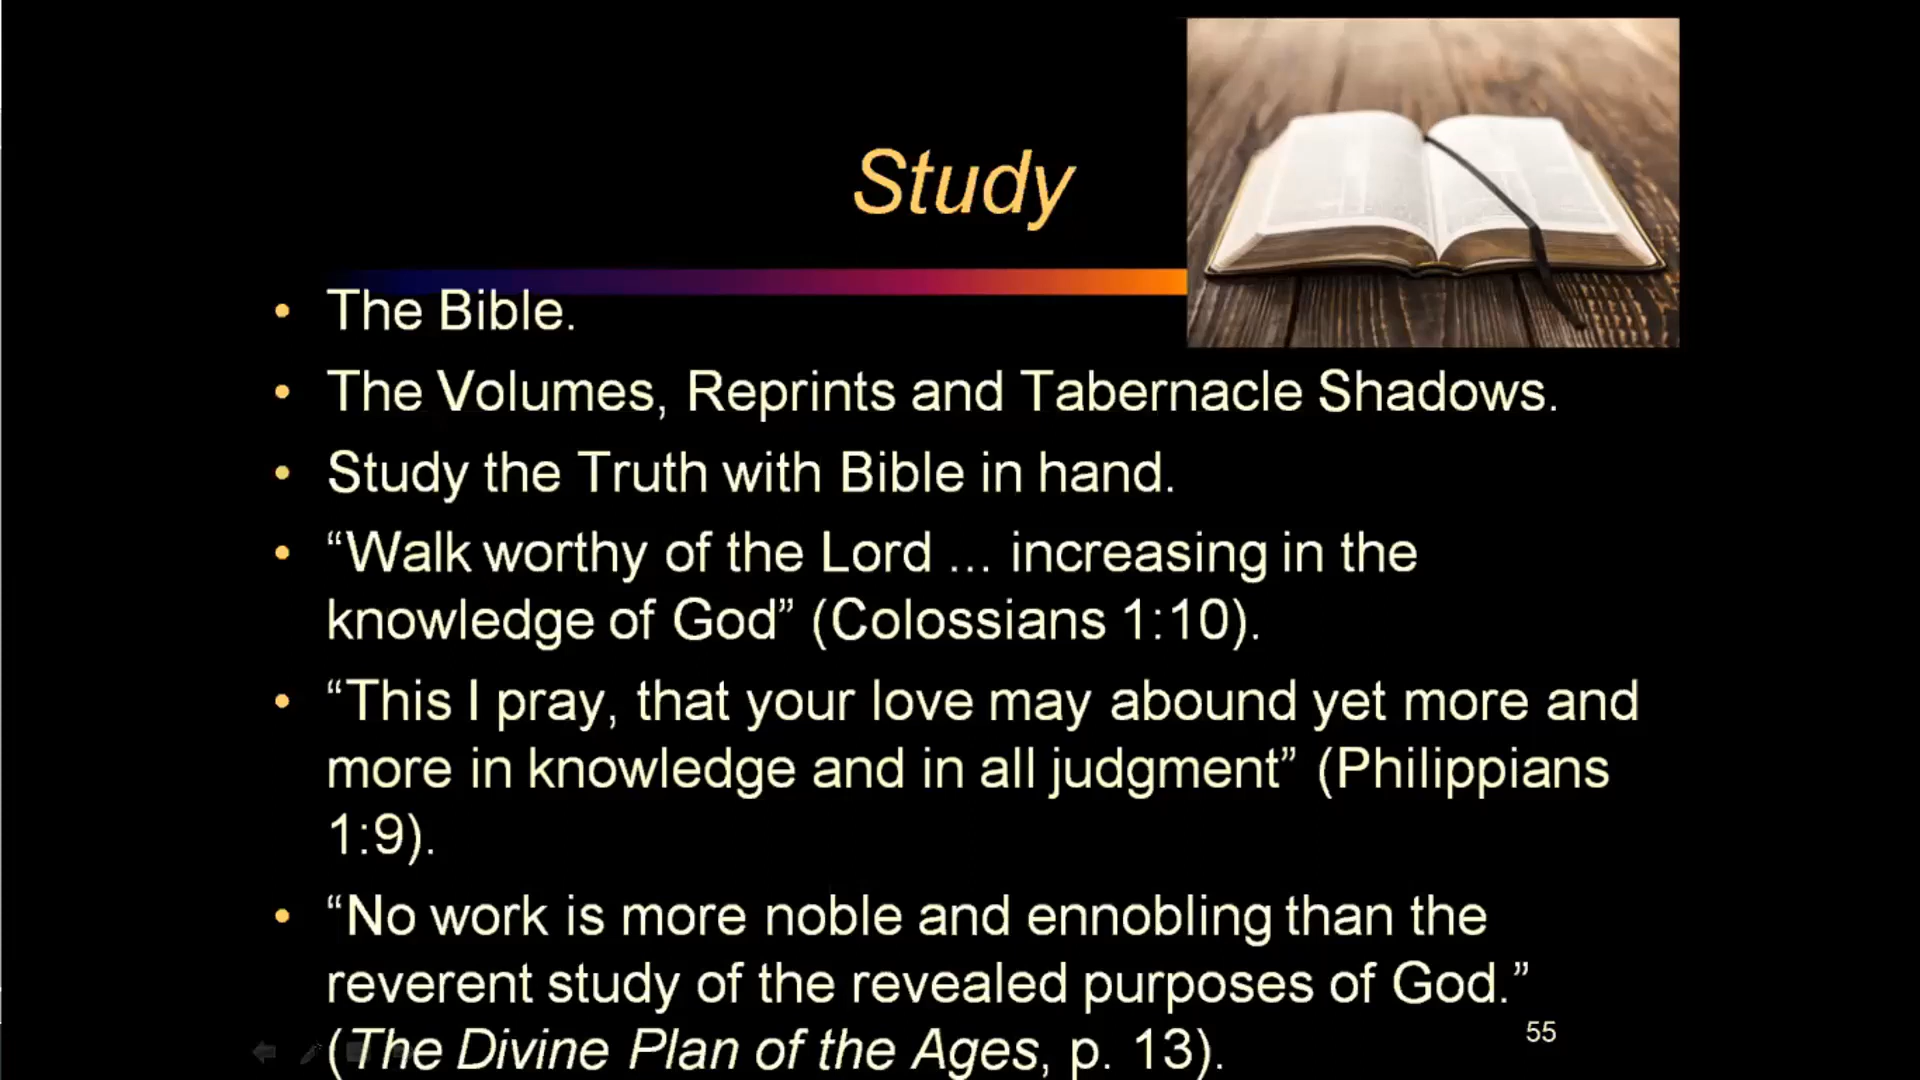 Study
• The Bible.
• The Volumes, Reprints and Tabernacle Shadows.
• Study the Truth with Bible in hand.
• “Walk worthy of the Lord ... increasing in the
knowledge of God” (Colossians 1:10).
• “This I pray, that your love may abound yet more and
more in knowledge and in all judgment” (Philippians
1:9).
• “No work is more noble and ennobling than the
reverent study of the revealed purposes of God.”
(The Divine Plan of the Ages, p. 13).
55